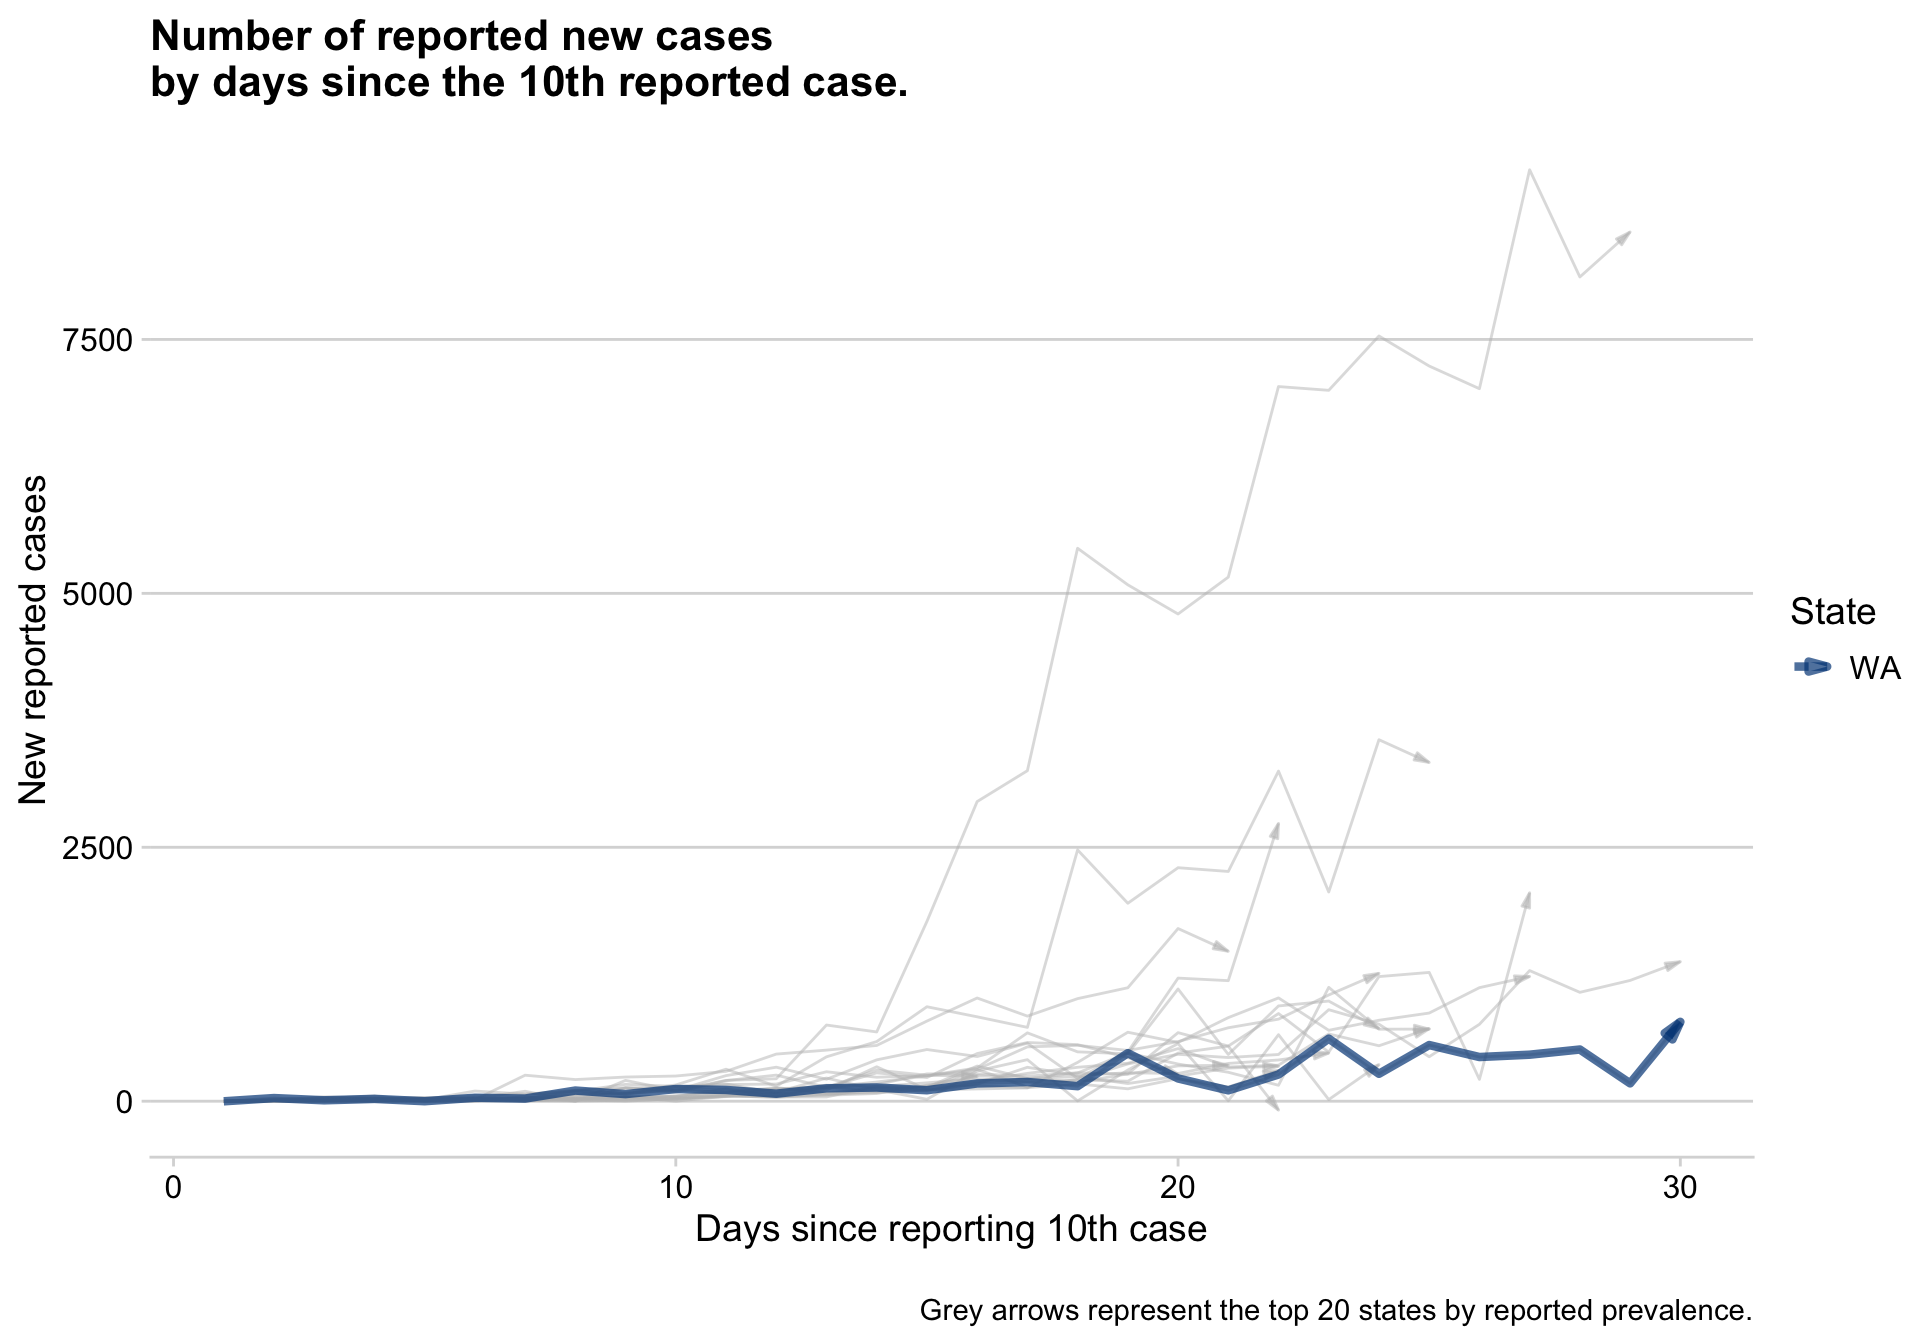 Number of reported new cases
by days since the 10th reported case.
New reported cases
7500
5000
2500
0
0 10 20 30
Days since reporting 10th case
State
WA
Grey arrows represent the top 20 states by reported prevalence.